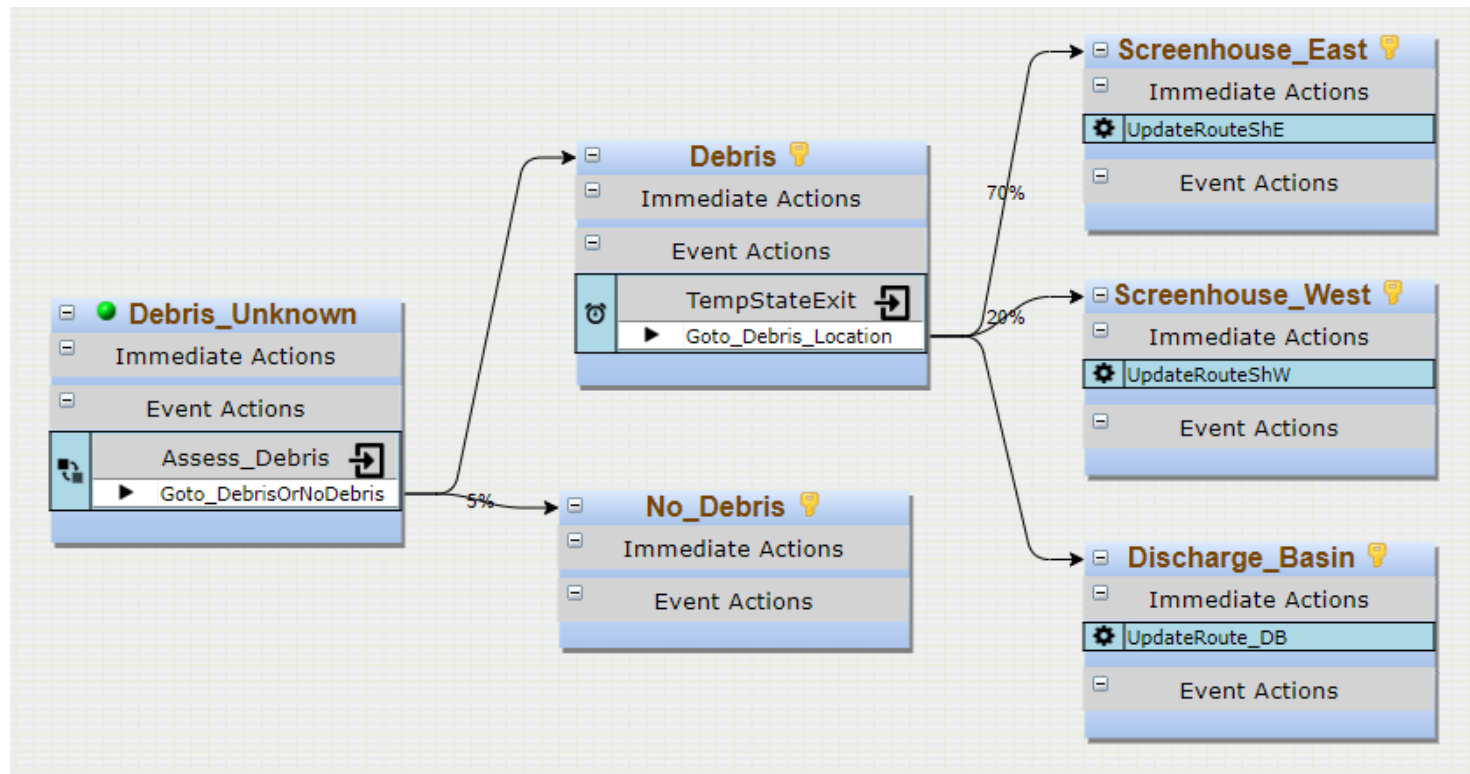 Debris_Unknown
Immediate Actions
Event Actions
Assess_Debris
Goto_DebrisOrNoDebris
5%
Debris
Immediate Actions
Event Actions
TempStateExit
Goto_Debris_Location
No_Debris
Immediate Actions
Event Actions
70%
20%
Screenhouse_East
Immediate Actions
UpdateRouteShE
Event Actions
Screenhouse_West
Immediate Actions
UpdateRouteShW
Event Actions
Discharge_Basin
Immediate Actions
UpdateRoute_DB
Event Actions